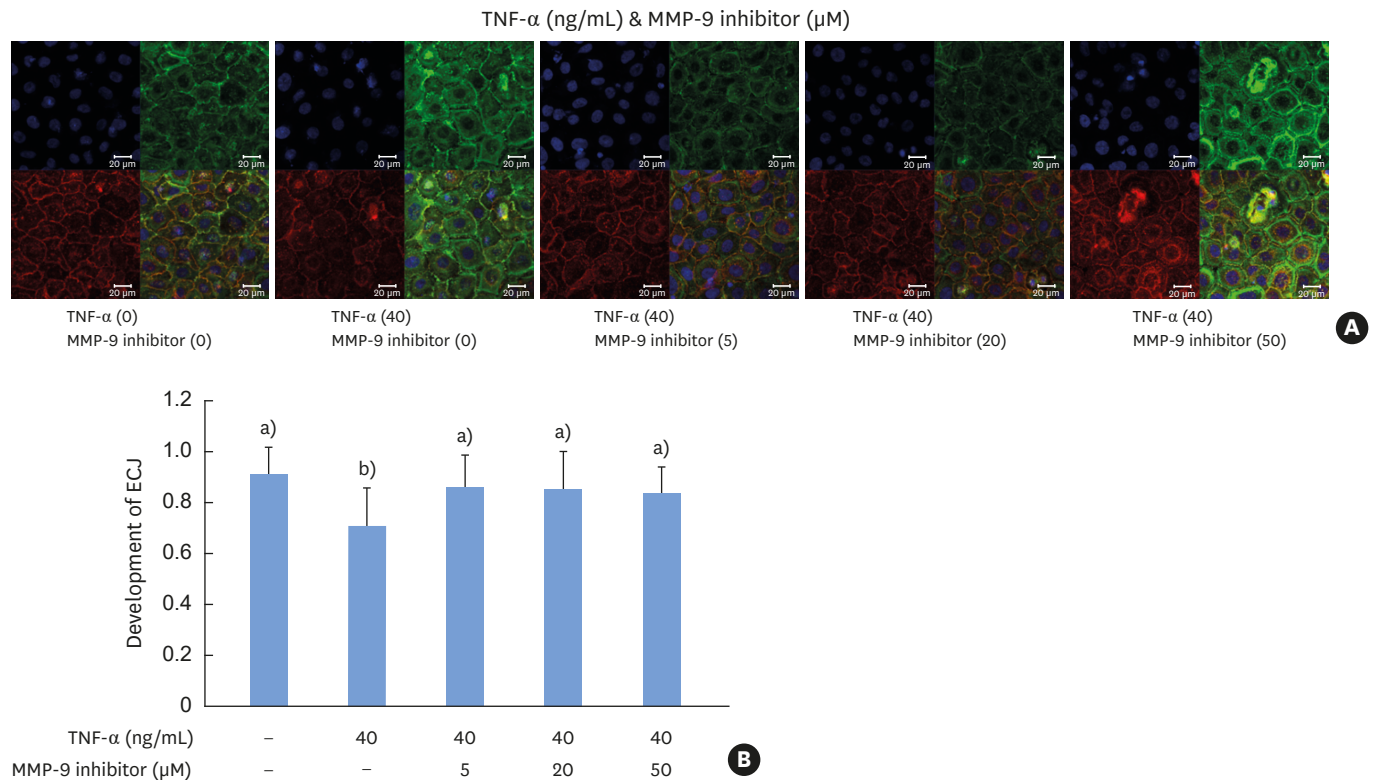 TNF-α (ng/mL) & MMP-9 inhibitor (μM)
20 μm 20 μm 20 μm 20 μm 20 μm 20 μm 20 μm 20 μm 20 μm 20 μm
20 μm 20 μm 20 μm 20 μm 20 μm 20 μm 20 μm 20 μm 20 μm 20 μm
TNF-α (0) TNF-α (40) TNF-α (40) TNF-α (40) TNF-α (40)
MMP-9 inhibitor (0) MMP-9 inhibitor (0) MMP-9 inhibitor (5) MMP-9 inhibitor (20) MMP-9 inhibitor (50)
A
Development of ECJ
1.2
1.0
0.8
0.6
0.4
0.2
0
a) b) a) a) a)
TNF-α (ng/mL) – 40 40 40 40
MMP-9 inhibitor (μM) – – 5 20 50
B